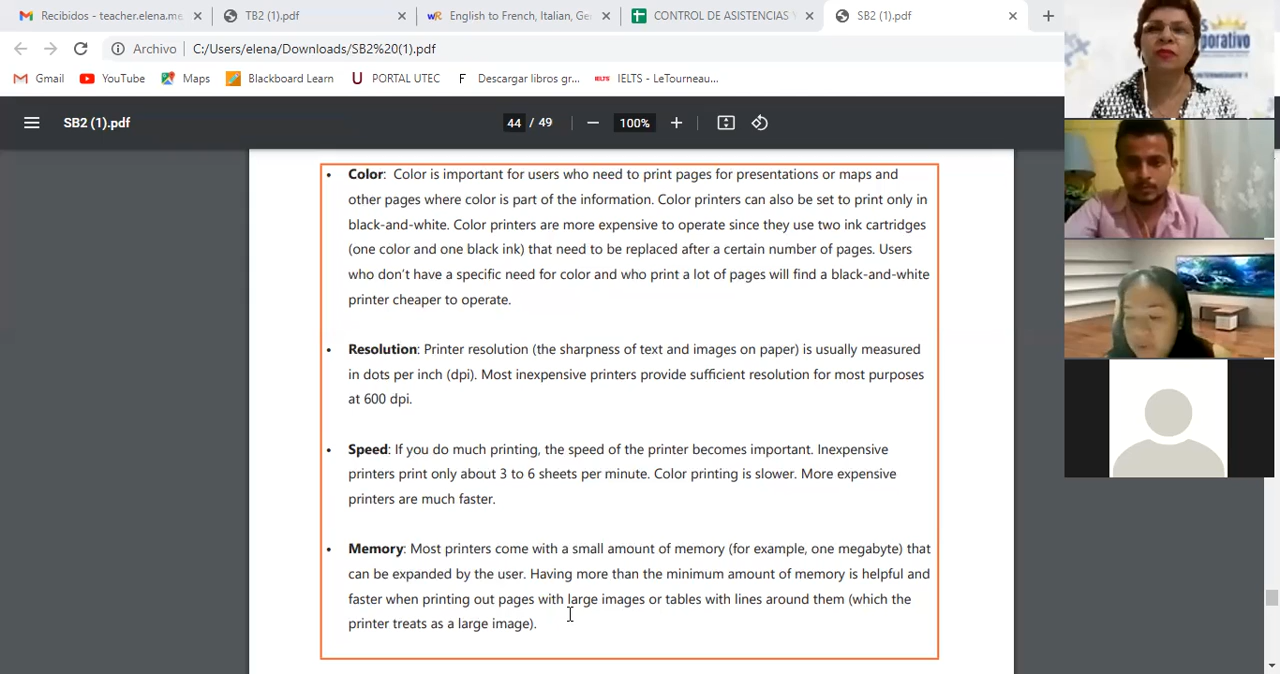 Recibidos - teacher.elena.me
TB2 (1).pdf
English to French, Italian, Ge
CONTROL DE ASISTENCIAS Y
SB2 (1).pdf
Archivo
C:/Users/elena/Downloads/SB2%20(1).pdf
Gmail
YouTube
Maps
Blackboard Learn
PORTAL UTEC
Descargar libros gr...
IELTS - LeTourneau...
SB2 (1).pdf
44 / 49
100%
• Color: Color is important for users who need to print pages for presentations or maps and
other pages where color is part of the information. Color printers can also be set to print only in
black-and-white. Color printers are more expensive to operate since they use two ink cartridges
(one color and one black ink) that need to be replaced after a certain number of pages. Users
who don't have a specific need for color and who print a lot of pages will find a black-and-white
printer cheaper to operate.
• Resolution: Printer resolution (the sharpness of text and images on paper) is usually measured
in dots per inch (dpi). Most inexpensive printers provide sufficient resolution for most purposes
at 600 dpi.
• Speed: If you do much printing, the speed of the printer becomes important. Inexpensive
printers print only about 3 to 6 sheets per minute. Color printing is slower. More expensive
printers are much faster.
• Memory: Most printers come with a small amount of memory (for example, one megabyte) that
can be expanded by the user. Having more than the minimum amount of memory is helpful and
faster when printing out pages with large images or tables with lines around them (which the
printer treats as a large image).